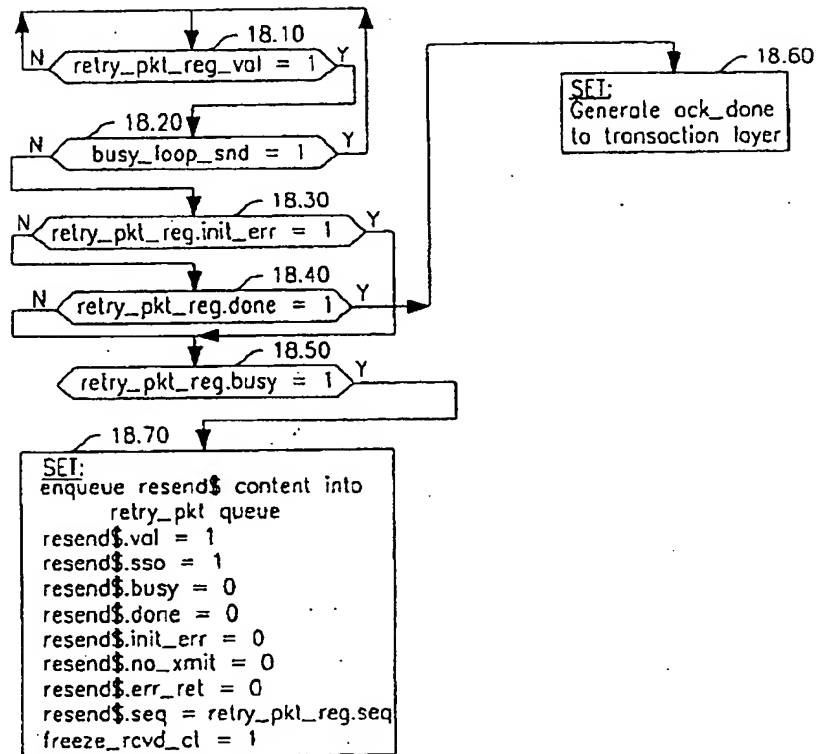 18.10
N retry_pkt_reg_val = 1 Y
18.60
SET:
Generate ack_done
to transaction layer
18.20
N busy_loop_snd = 1 Y
18.30
N retry_pkt_reg.init_err = 1 Y
18.40
N retry_pkt_reg.done = 1 Y
18.50
retry_pkt_reg.busy = 1 Y
18.70
SET:
enqueue resend$ content into
retry_pkt queue
resend$.val = 1
resend$.sso = 1
resend$.busy = 0
resend$.done = 0
resend$.init_err = 0
resend$.no_xmit = 0
resend$.err_ret = 0
resend$.seq = retry_pkt_reg.seq
freeze_rcvd_ct = 1